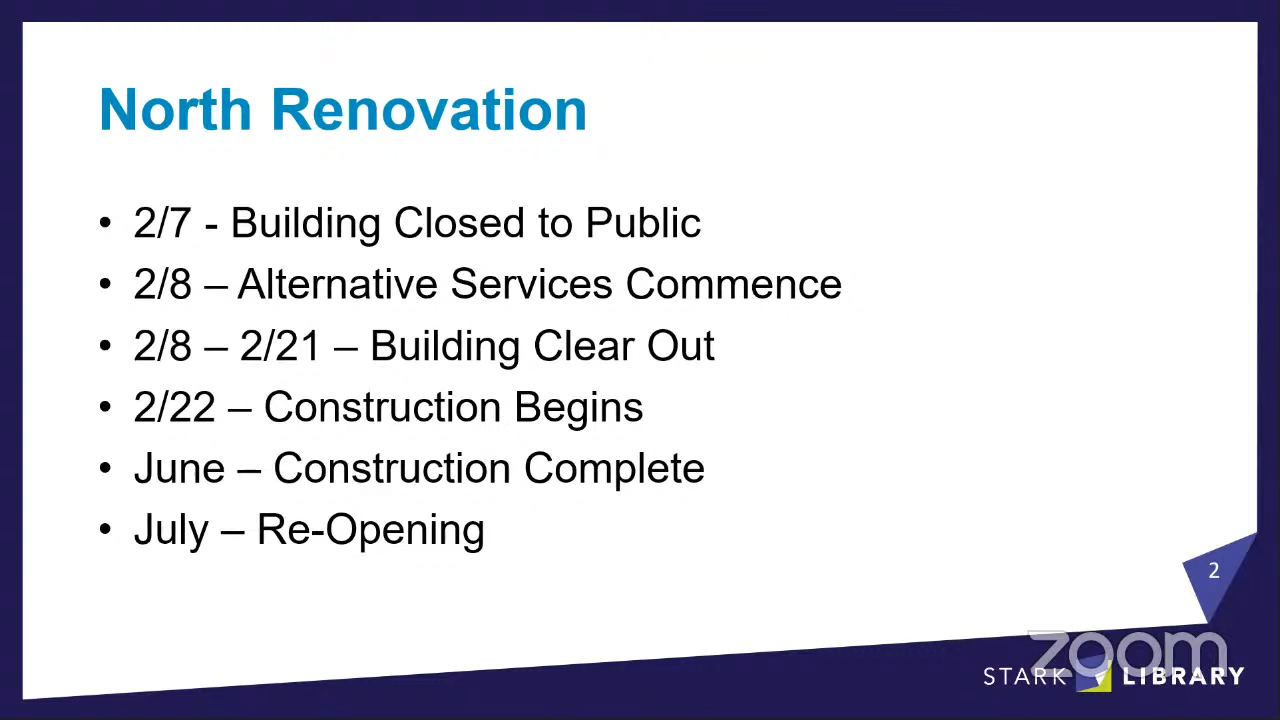 North Renovation
• 2/7 - Building Closed to Public
• 2/8 – Alternative Services Commence
• 2/8 – 2/21 – Building Clear Out
• 2/22 – Construction Begins
• June – Construction Complete
• July – Re-Opening
2
zoom
STARK LIBRARY